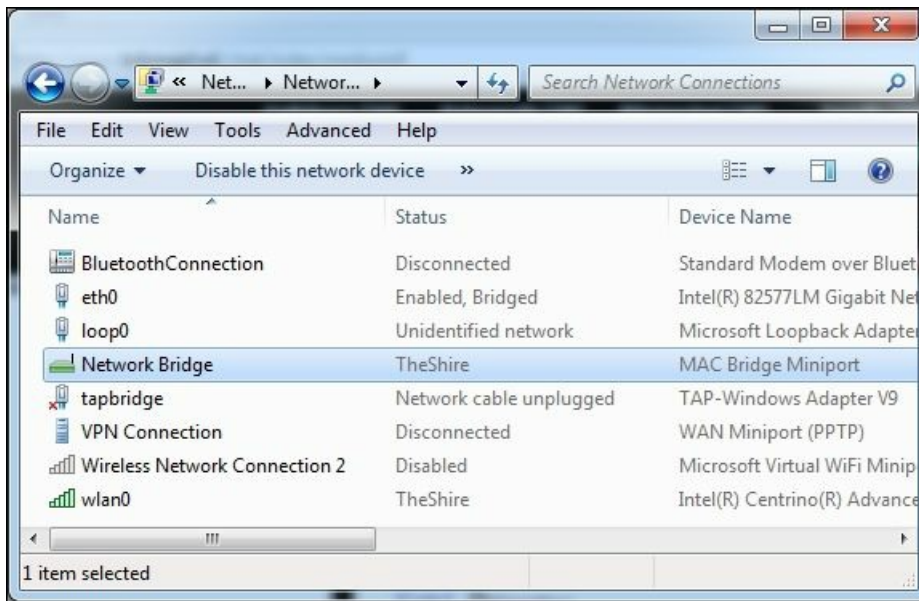 « Net... Networ... Search Network Connections
File Edit View Tools Advanced Help
Organize Disable this network device »
Name Status Device Name
BluetoothConnection Disconnected Standard Modem over Bluet
eth0 Enabled, Bridged Intel(R) 82577LM Gigabit Net
loop0 Unidentified network Microsoft Loopback Adapter
Network Bridge TheShire MAC Bridge Miniport
tapbridge Network cable unplugged TAP-Windows Adapter V9
VPN Connection Disconnected WAN Miniport (PPTP)
Wireless Network Connection 2 Disabled Microsoft Virtual WiFi Minip
wlan0 TheShire Intel(R) Centrino(R) Advance
1 item selected